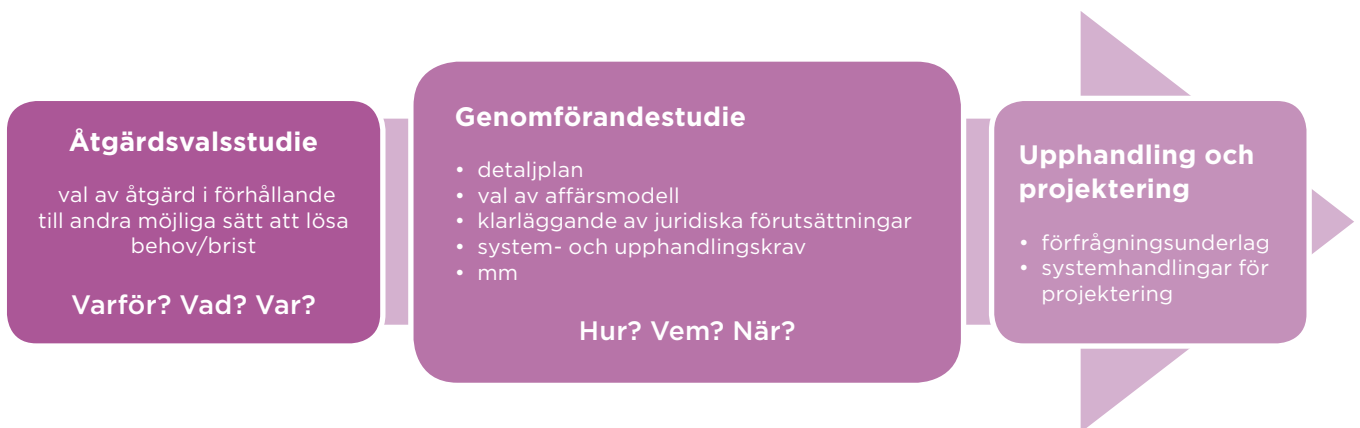 Åtgärdsvalsstudie
val av åtgärd i förhållande
till andra möjliga sätt att lösa
behov/brist
Varför? Vad? Var?
Genomförandestudie
• detaljplan
• val av affärsmodell
• klarläggande av juridiska förutsättningar
• system- och upphandlingskrav
• mm
Hur? Vem? När?
Upphandling och
projektering
• förfrågningsunderlag
• systemhandlingar för
projektering